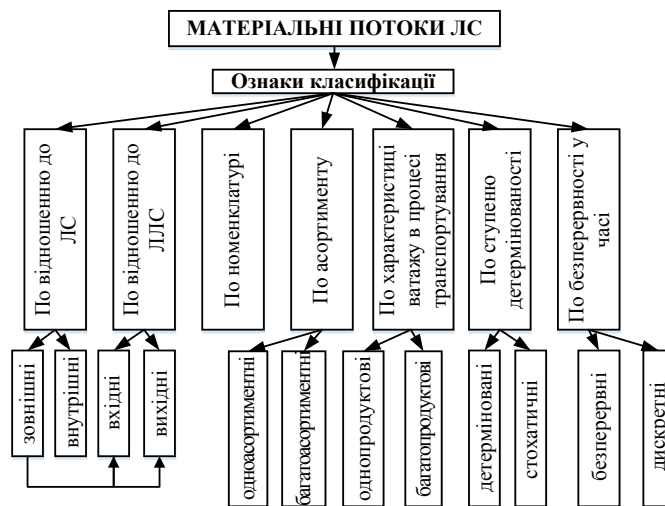 МАТЕРІАЛЬНІ ПОТОКИ ЛС
Ознаки класифікації
По відношенню до
ЛС
По відношенню до
ЛЛС
По номенклатурі
По асортименту
По характеристиці
ватажу в процесі
транспортування
По ступеню
детермінованості
По безперервності у
часі
зовнішні
внутрішні
вхідні
вихідні
одноасортиментні
багатоасортиментні
однопродуктові
багатопродуктові
детерміновані
стохатичні
безперервні
дискретні